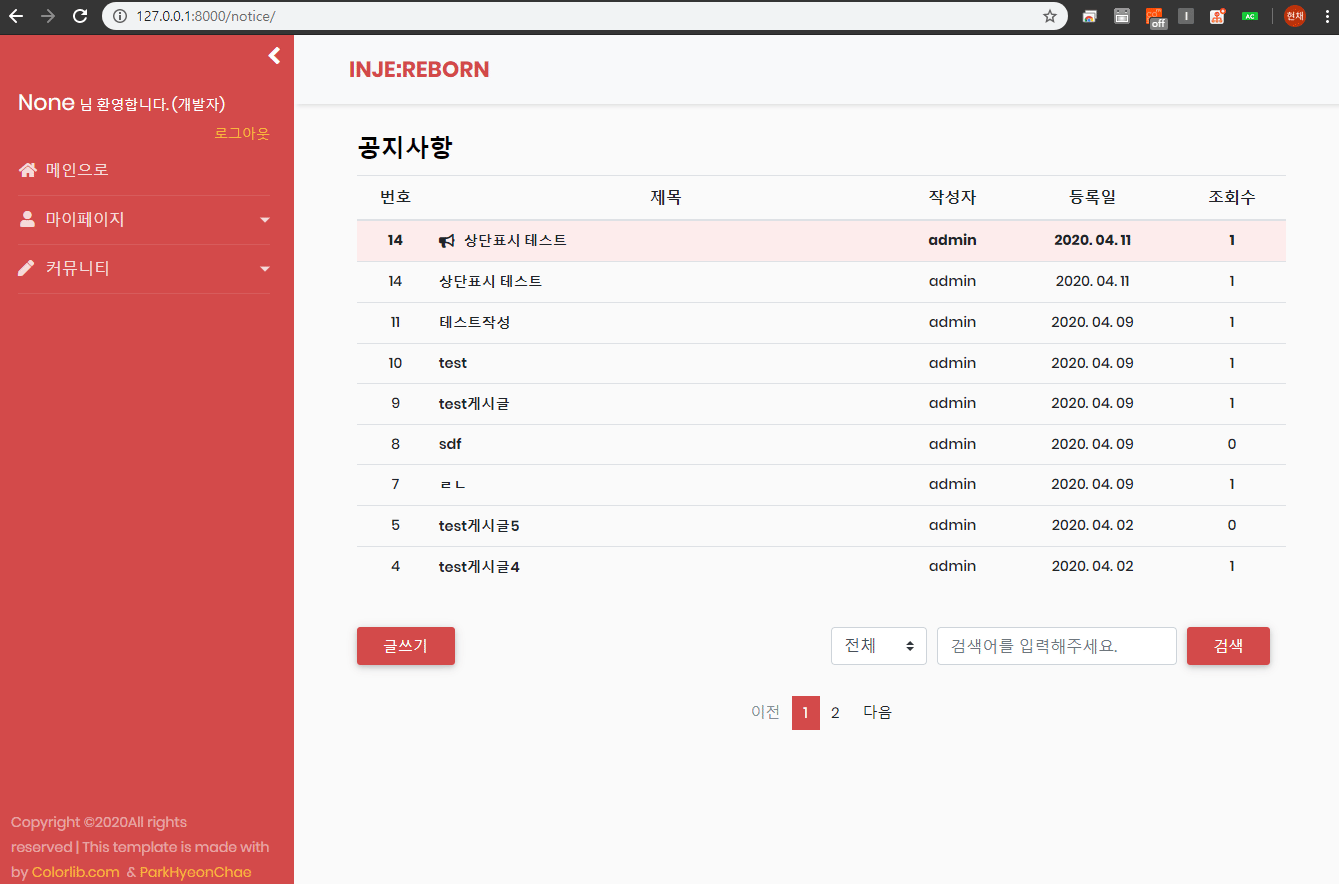 127.0.0.1:8000/notice/
off
I
AC
현채
None 님 환영합니다. (개발자)
로그아웃
메인으로
마이페이지
커뮤니티
Copyright ©2020All rights
reserved | This template is made with
by Colorlib.com & ParkHyeonChae
INJE:REBORN
공지사항
번호 제목 작성자 등록일 조회수
14 상단표시 테스트 admin 2020. 04. 11 1
14 상단표시 테스트 admin 2020. 04. 11 1
11 테스트작성 admin 2020. 04. 09 1
10 test admin 2020. 04. 09 1
9 test게시글 admin 2020. 04. 09 1
8 sdf admin 2020. 04. 09 0
7 ㄹㄴ admin 2020. 04. 09 1
5 test게시글5 admin 2020. 04. 02 0
4 test게시글4 admin 2020. 04. 02 1
글쓰기 전체 검색어를 입력해주세요. 검색
이전 1 2 다음